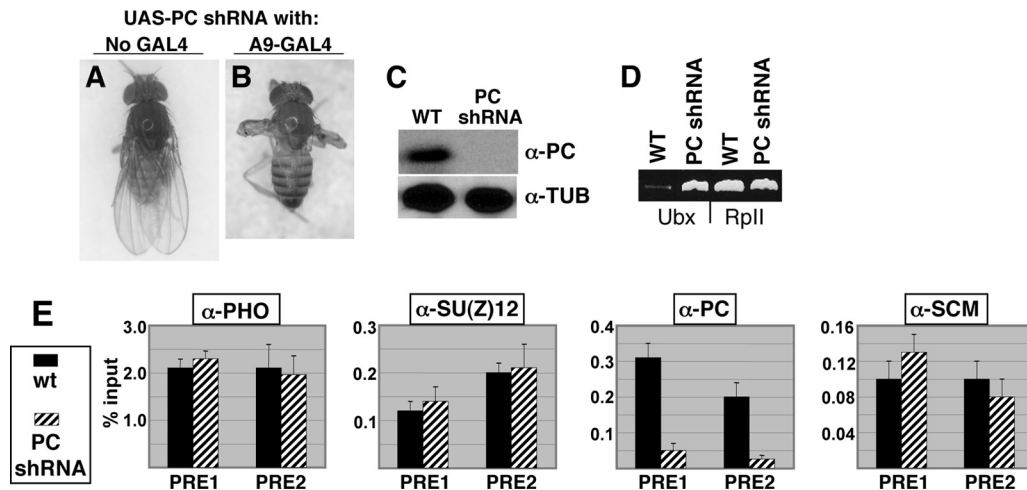 UAS-PC shRNA with:
No GAL4
A9-GAL4
A
B
C
WT
PC
shRNA
α-PC
α-TUB
D
WT
PC shRNA
WT
PC shRNA
Ubx
RpII
E
wt
PC
shRNA
% input
α-PHO
3.0
2.0
1.0
PRE1
PRE2
α-SU(Z)12
0.3
0.2
0.1
PRE1
PRE2
α-PC
0.4
0.3
0.2
0.1
PRE1
PRE2
α-SCM
0.16
0.12
0.08
0.04
PRE1
PRE2